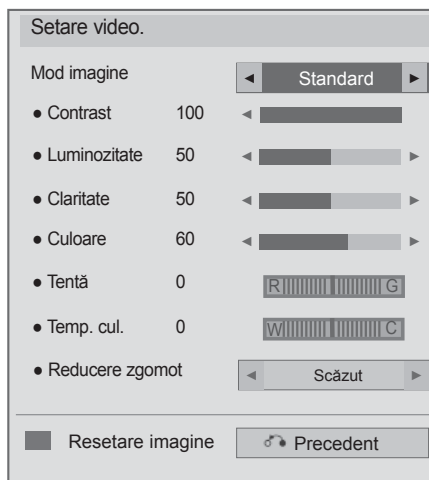 Setare video.
Mod imagine ◄ Standard ►
● Contrast 100 ◄
● Luminozitate 50 ◄ ►
● Claritate 50 ◄ ►
● Culoare 60 ◄ ►
● Tentă 0 R G
● Temp. cul. 0 W C
● Reducere zgomot ◄ Scăzut ►
Resetare imagine Precedent